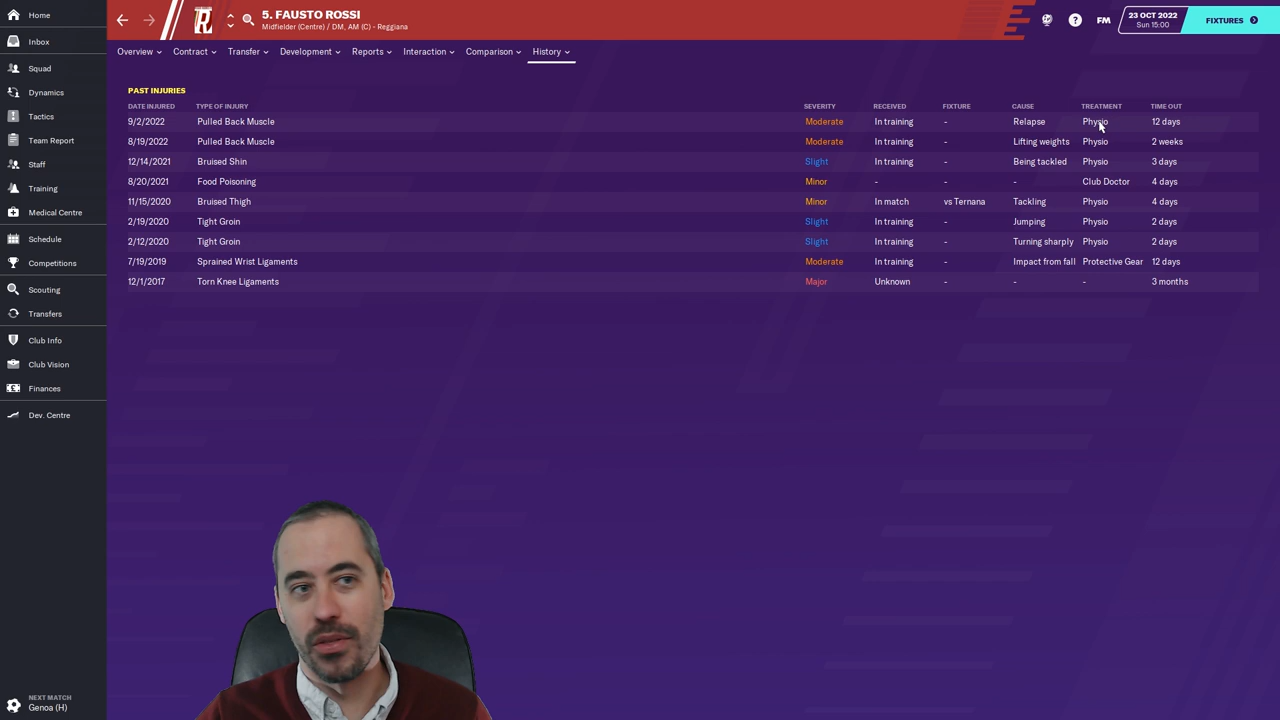 5. FAUSTO ROSSI
Midfielder (Centre) / DM, AM (C) - Reggiana
FM
23 OCT 2022
Sun 15:00
FIXTURES
Home
Inbox
Squad
Dynamics
Tactics
Team Report
Staff
Training
Medical Centre
Schedule
Competitions
Scouting
Transfers
Club Info
Club Vision
Finances
Dev. Centre
NEXT MATCH
Genoa (H)
Overview Contract Transfer Development Reports Interaction Comparison History
PAST INJURIES
DATE INJURED TYPE OF INJURY SEVERITY RECEIVED FIXTURE CAUSE TREATMENT TIME OUT
9/2/2022 Pulled Back Muscle Moderate In training - Relapse Physio 12 days
8/19/2022 Pulled Back Muscle Moderate In training - Lifting weights Physio 2 weeks
12/14/2021 Bruised Shin Slight In training - Being tackled Physio 3 days
8/20/2021 Food Poisoning Minor - - - Club Doctor 4 days
11/15/2020 Bruised Thigh Minor In match vs Ternana Tackling Physio 4 days
2/19/2020 Tight Groin Slight In training - Jumping Physio 2 days
2/12/2020 Tight Groin Slight In training - Turning sharply Physio 2 days
7/19/2019 Sprained Wrist Ligaments Moderate In training - Impact from fall Protective Gear 12 days
12/1/2017 Torn Knee Ligaments Major Unknown - - - 3 months